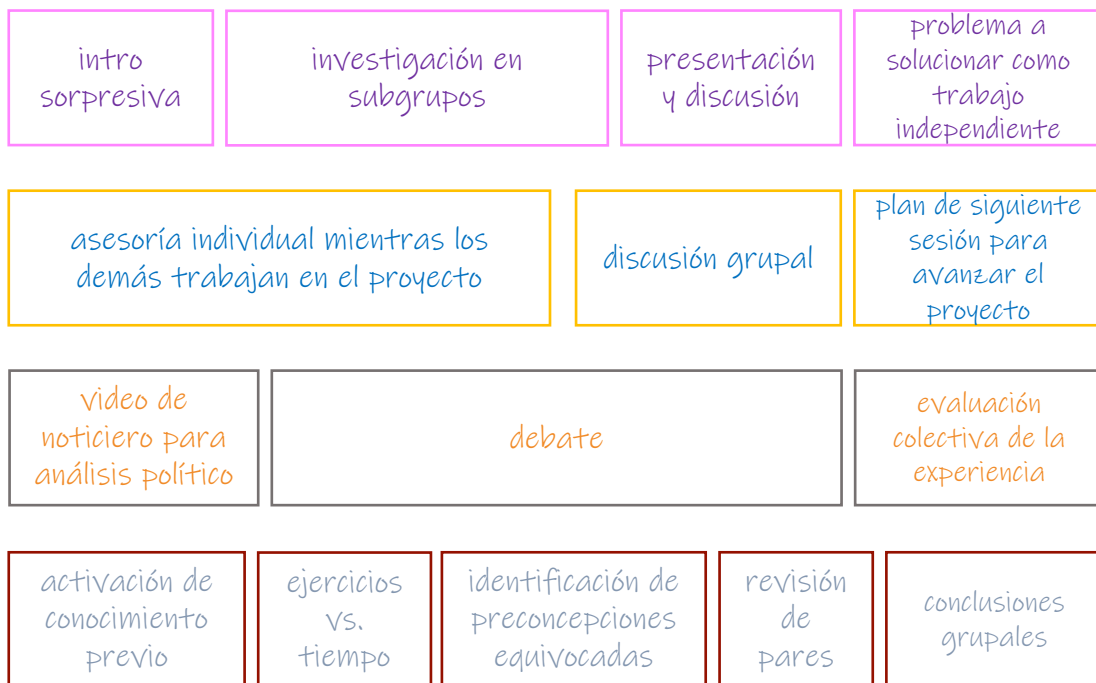 intro
sorpresiva
investigación en
subgrupos
presentación
y discusión
problema a
solucionar como
trabajo
independiente
asesoría individual mientras los
demás trabajan en el proyecto
discusión grupal
plan de siguiente
sesión para
avanzar el
proyecto
video de
noticiero para
análisis político
debate
evaluación
colectiva de la
experiencia
activación de
conocimiento
previo
ejercicios
vs.
tiempo
identificación de
preconcepciones
equivocadas
revisión
de
pares
conclusiones
grupales